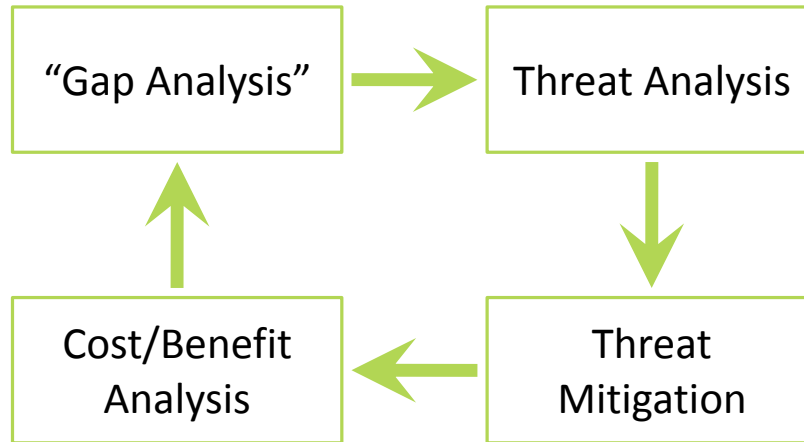 “Gap Analysis”
Threat Analysis
Cost/Benefit
Analysis
Threat
Mitigation